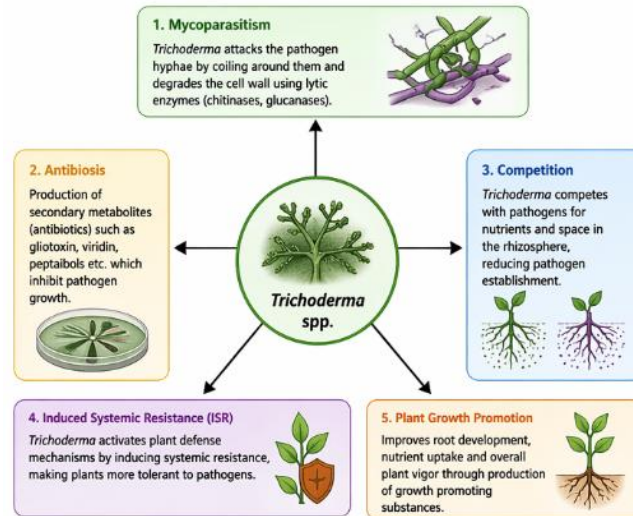 1. Mycoparasitism
Trichoderma attacks the pathogen
hyphae by coiling around them and
degrades the cell wall using lytic
enzymes (chitinases, glucanases).
2. Antibiosis
Production of
secondary metabolites
(antibiotics) such as
gliotoxin, viridin,
peptaibols etc. which
inhibit pathogen
growth.
3. Competition
Trichoderma competes
with pathogens for
nutrients and space in
the rhizosphere,
reducing pathogen
establishment.
Trichoderma
spp.
4. Induced Systemic Resistance (ISR)
Trichoderma activates plant defense
mechanisms by inducing systemic resistance,
making plants more tolerant to pathogens.
5. Plant Growth Promotion
Improves root development,
nutrient uptake and overall
plant vigor through production
of growth promoting
substances.